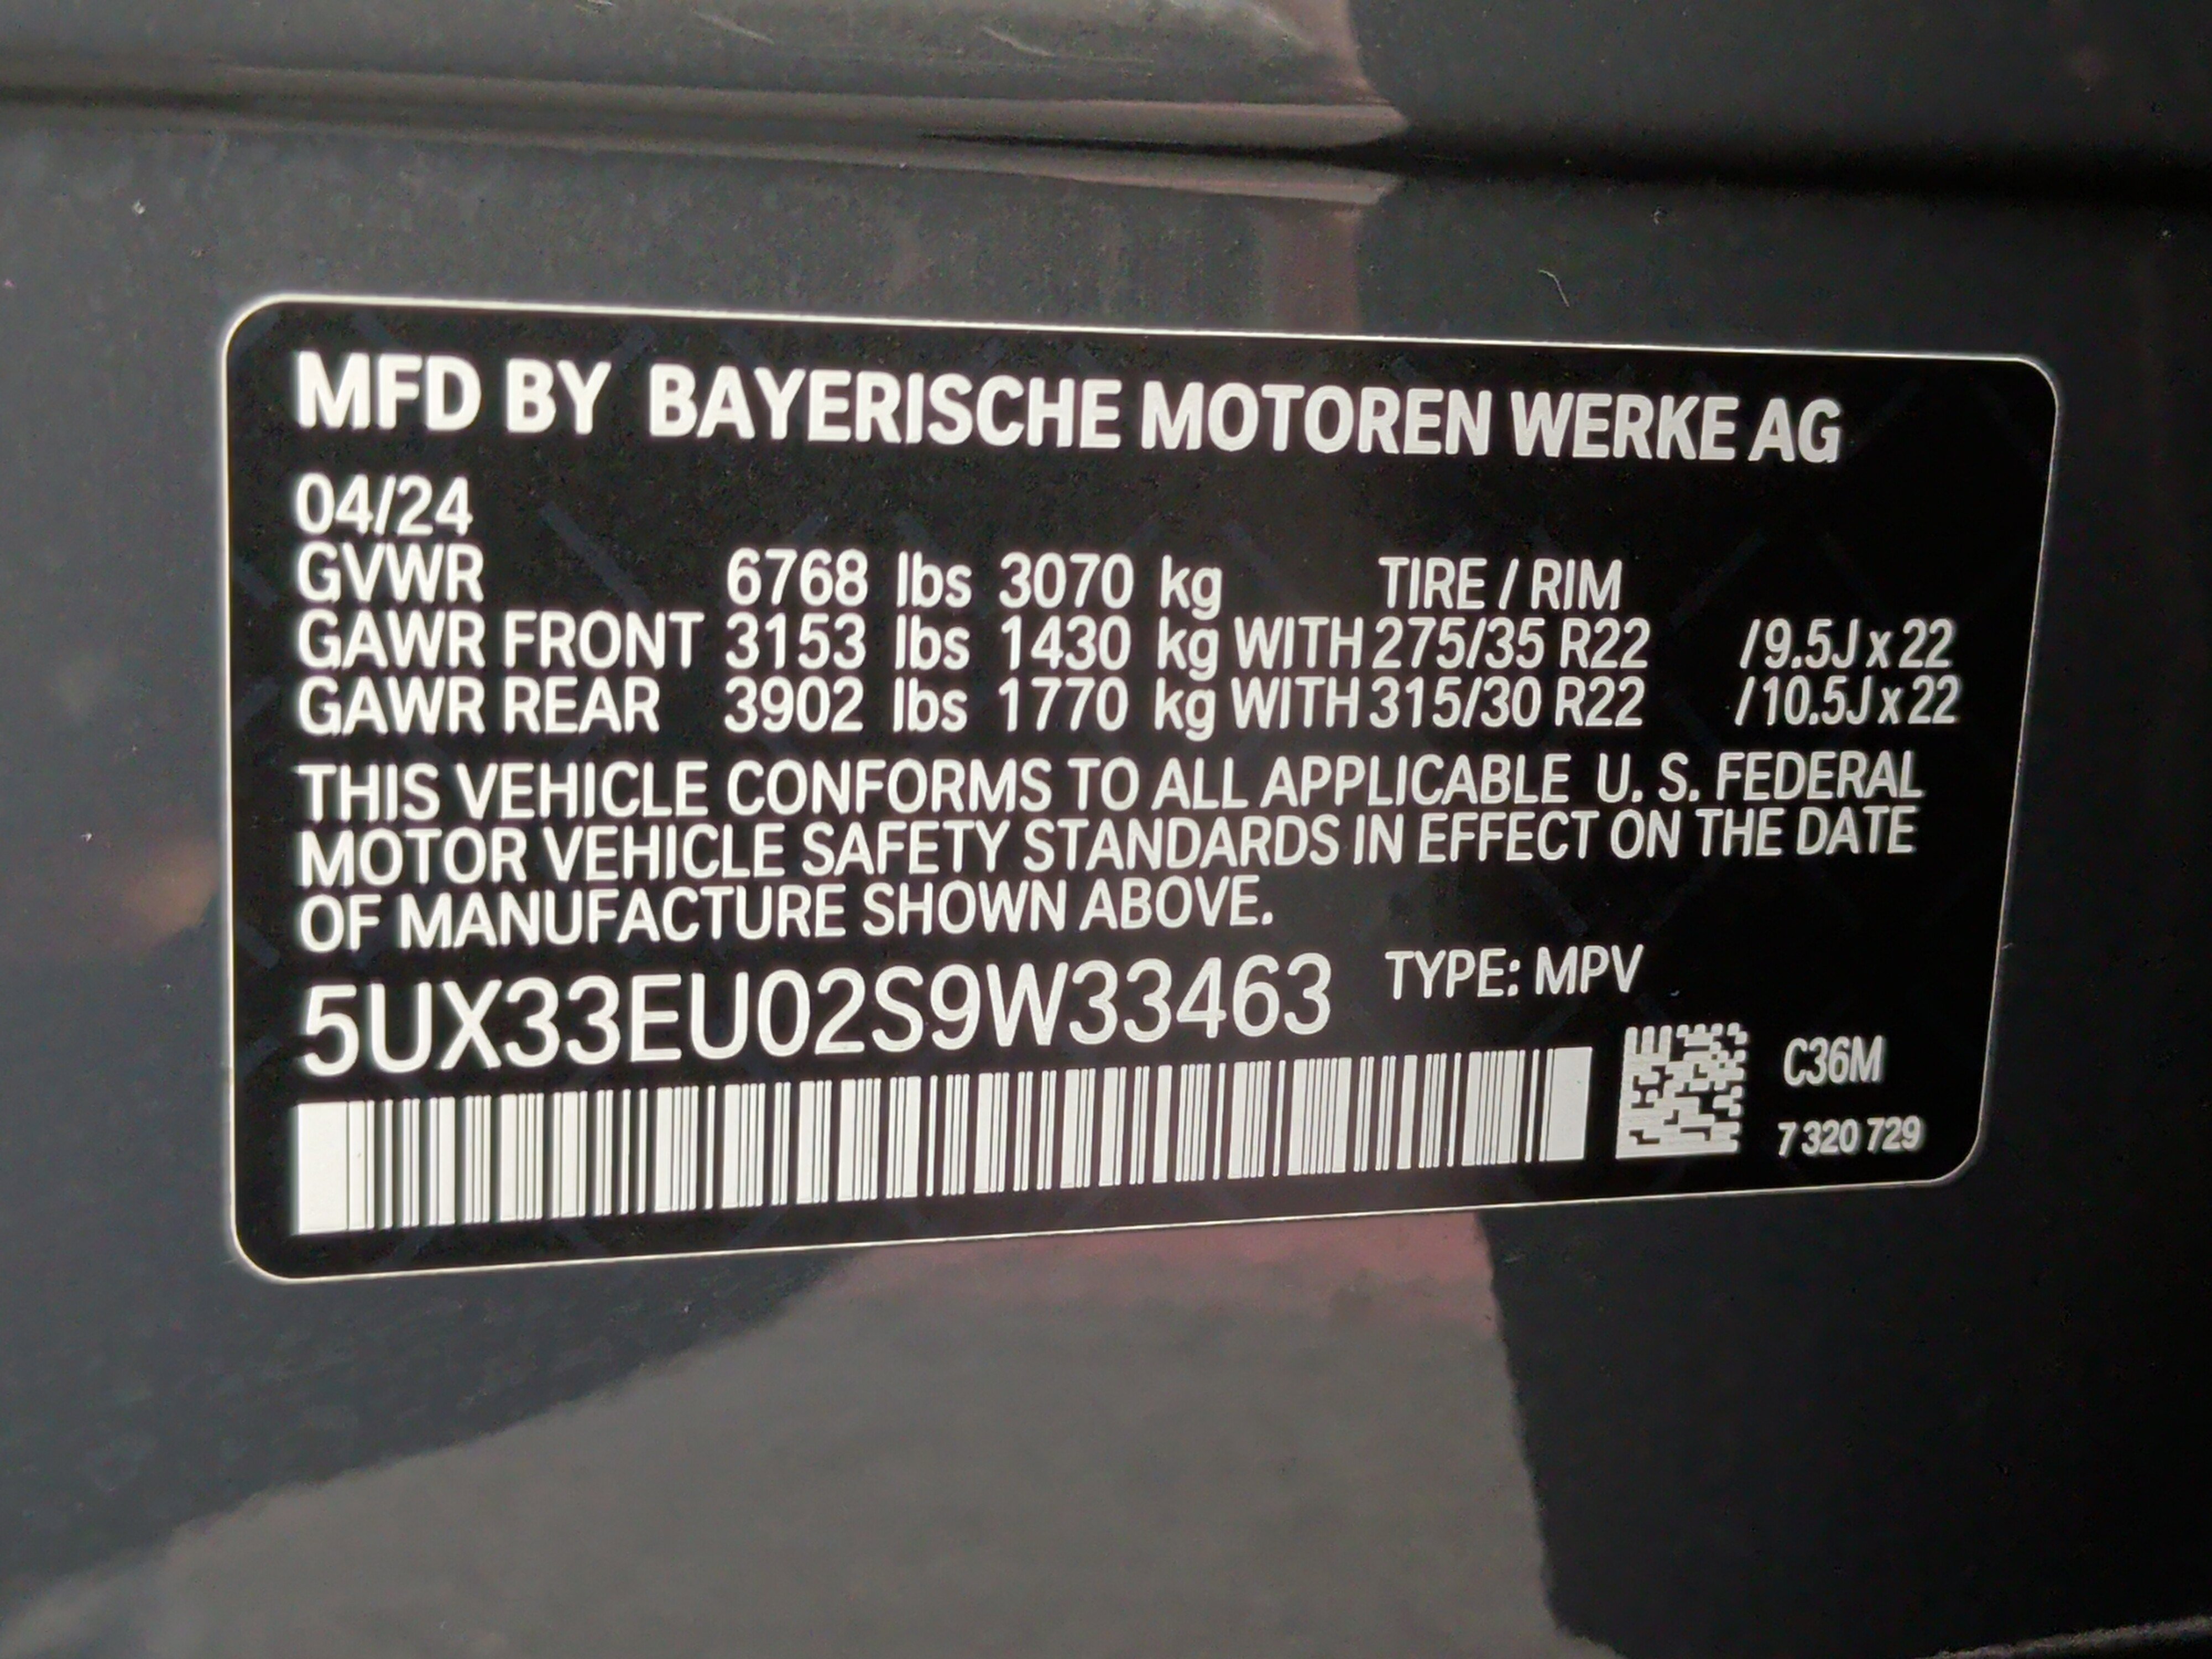 MFD BY BAYERISCHE MOTOREN WERKE AG
04/24
GVWR 6768 lbs 3070 kg TIRE / RIM
GAWR FRONT 3153 lbs 1430 kg WITH 275/35 R22 /9.5J x 22
GAWR REAR 3902 lbs 1770 kg WITH 315/30 R22 /10.5J x 22
THIS VEHICLE CONFORMS TO ALL APPLICABLE U. S. FEDERAL
MOTOR VEHICLE SAFETY STANDARDS IN EFFECT ON THE DATE
OF MANUFACTURE SHOWN ABOVE.
5UX33EU02S9W33463 TYPE: MPV
C36M
7 320 729